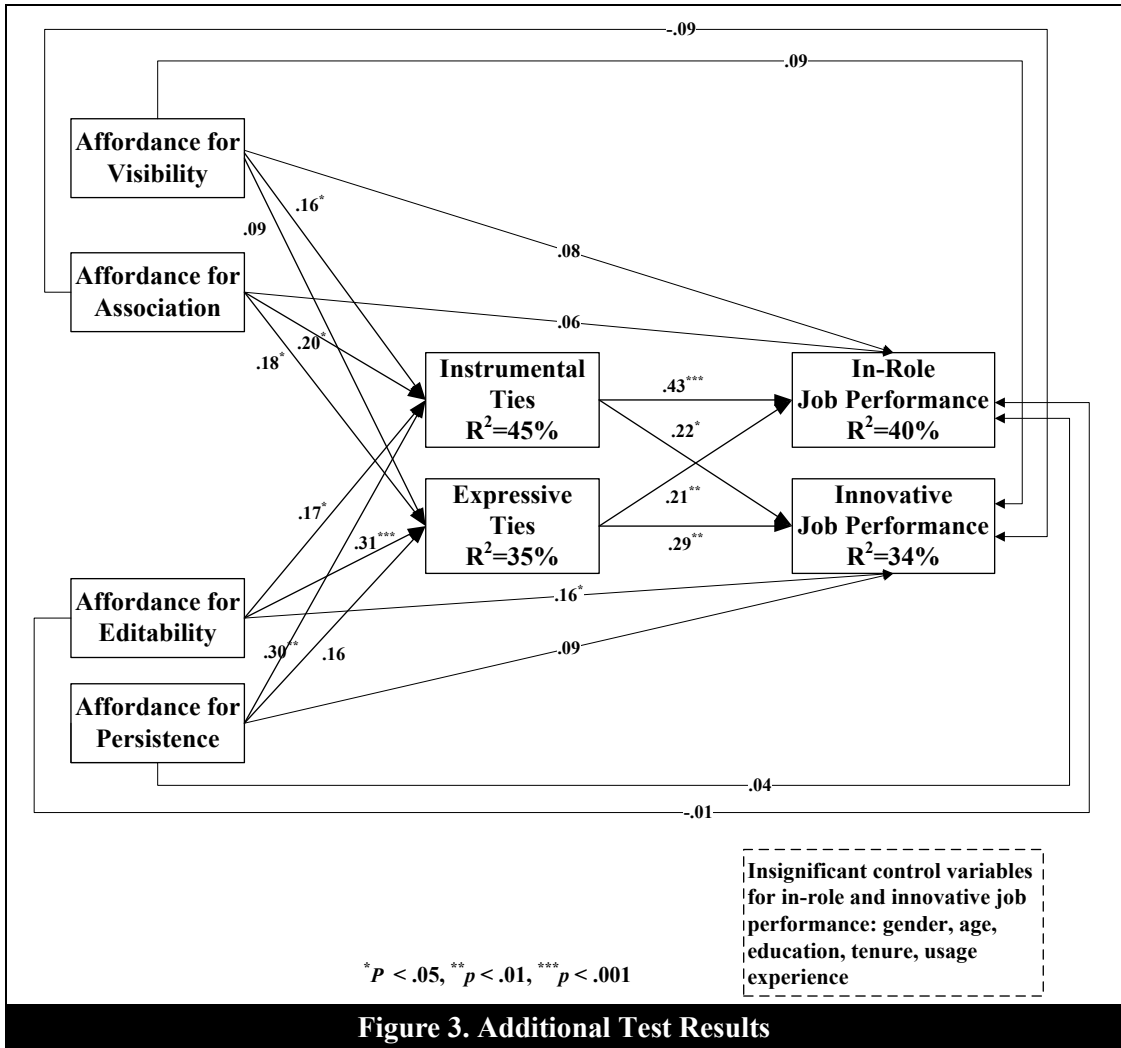 -.09
.09
Affordance for
Visibility
.16*
.09
.08
Affordance for
Association
.06
.20*
.18*
Instrumental
Ties
R²=45%
In-Role
Job Performance
R²=40%
.43***
.22*
Expressive
Ties
R²=35%
Innovative
Job Performance
R²=34%
.21**
.29**
.17*
.31***
Affordance for
Editability
.16*
.30**
.16
.09
Affordance for
Persistence
.04
-.01
Insignificant control variables
for in-role and innovative job
performance: gender, age,
education, tenure, usage
experience
*P < .05, **p < .01, ***p < .001
Figure 3. Additional Test Results